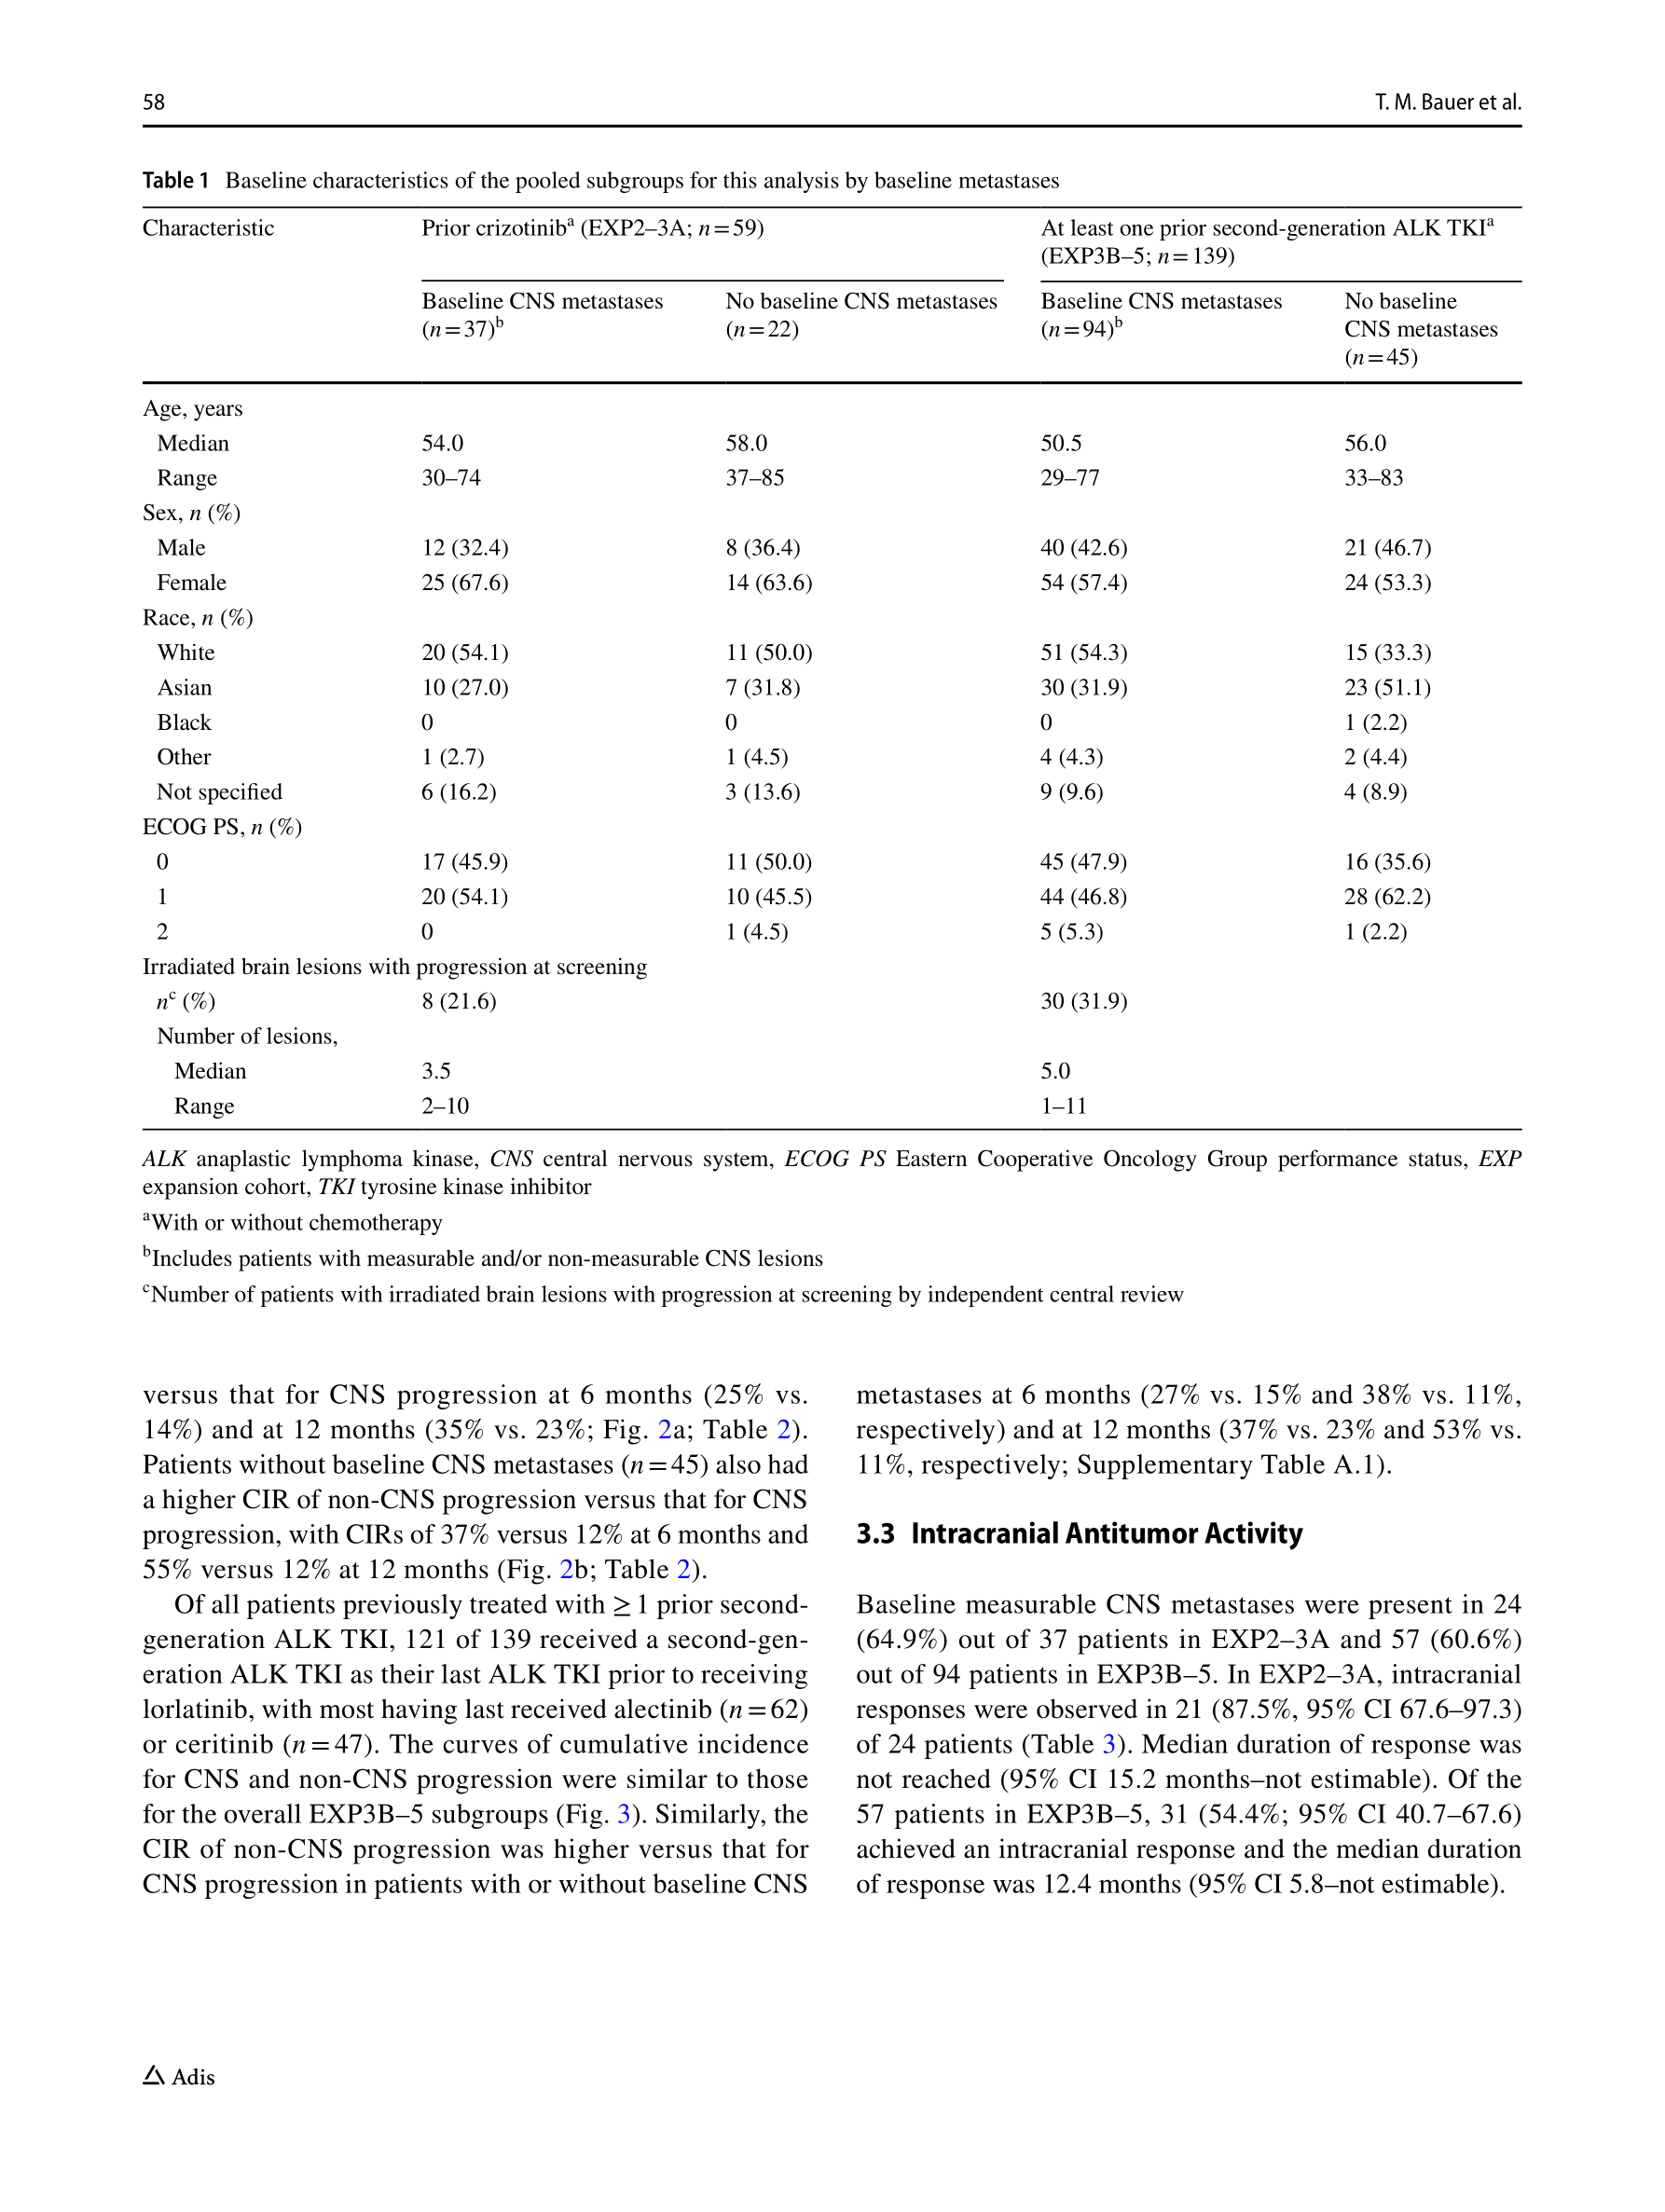 58
T. M. Bauer et al.
Table 1 Baseline characteristics of the pooled subgroups for this analysis by baseline metastases
Characteristic Prior crizotinibᵃ (EXP2–3A; n=59) At least one prior second-generation ALK TKIᵃ
(EXP3B–5; n=139)
Baseline CNS metastases No baseline CNS metastases Baseline CNS metastases No baseline
(n=37)ᵇ (n=22) (n=94)ᵇ CNS metastases
(n=45)
Age, years
Median 54.0 58.0 50.5 56.0
Range 30–74 37–85 29–77 33–83
Sex, n (%)
Male 12 (32.4) 8 (36.4) 40 (42.6) 21 (46.7)
Female 25 (67.6) 14 (63.6) 54 (57.4) 24 (53.3)
Race, n (%)
White 20 (54.1) 11 (50.0) 51 (54.3) 15 (33.3)
Asian 10 (27.0) 7 (31.8) 30 (31.9) 23 (51.1)
Black 0 0 0 1 (2.2)
Other 1 (2.7) 1 (4.5) 4 (4.3) 2 (4.4)
Not specified 6 (16.2) 3 (13.6) 9 (9.6) 4 (8.9)
ECOG PS, n (%)
0 17 (45.9) 11 (50.0) 45 (47.9) 16 (35.6)
1 20 (54.1) 10 (45.5) 44 (46.8) 28 (62.2)
2 0 1 (4.5) 5 (5.3) 1 (2.2)
Irradiated brain lesions with progression at screening
nᶜ (%) 8 (21.6) 30 (31.9)
Number of lesions,
Median 3.5 5.0
Range 2–10 1–11
ALK anaplastic lymphoma kinase, CNS central nervous system, ECOG PS Eastern Cooperative Oncology Group performance status, EXP
expansion cohort, TKI tyrosine kinase inhibitor
ᵃWith or without chemotherapy
ᵇIncludes patients with measurable and/or non-measurable CNS lesions
ᶜNumber of patients with irradiated brain lesions with progression at screening by independent central review
versus that for CNS progression at 6 months (25% vs.
14%) and at 12 months (35% vs. 23%; Fig. 2a; Table 2).
Patients without baseline CNS metastases (n=45) also had
a higher CIR of non-CNS progression versus that for CNS
progression, with CIRs of 37% versus 12% at 6 months and
55% versus 12% at 12 months (Fig. 2b; Table 2).
Of all patients previously treated with ≥1 prior second-
generation ALK TKI, 121 of 139 received a second-gen-
eration ALK TKI as their last ALK TKI prior to receiving
lorlatinib, with most having last received alectinib (n=62)
or ceritinib (n=47). The curves of cumulative incidence
for CNS and non-CNS progression were similar to those
for the overall EXP3B–5 subgroups (Fig. 3). Similarly, the
CIR of non-CNS progression was higher versus that for
CNS progression in patients with or without baseline CNS
metastases at 6 months (27% vs. 15% and 38% vs. 11%,
respectively) and at 12 months (37% vs. 23% and 53% vs.
11%, respectively; Supplementary Table A.1).
3.3 Intracranial Antitumor Activity
Baseline measurable CNS metastases were present in 24
(64.9%) out of 37 patients in EXP2–3A and 57 (60.6%)
out of 94 patients in EXP3B–5. In EXP2–3A, intracranial
responses were observed in 21 (87.5%, 95% CI 67.6–97.3)
of 24 patients (Table 3). Median duration of response was
not reached (95% CI 15.2 months–not estimable). Of the
57 patients in EXP3B–5, 31 (54.4%; 95% CI 40.7–67.6)
achieved an intracranial response and the median duration
of response was 12.4 months (95% CI 5.8–not estimable).
Adis